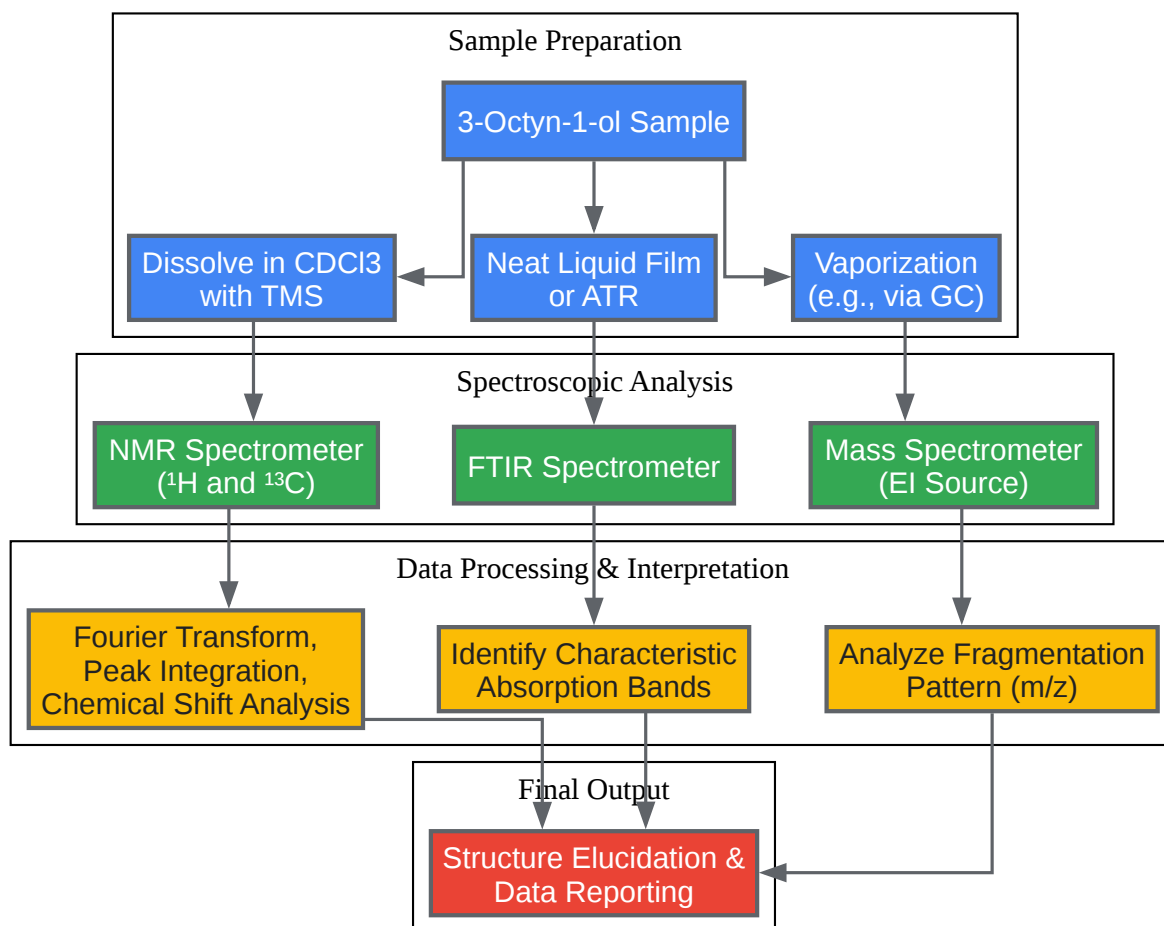 Sample Preparation
3-Octyn-1-ol Sample
Dissolve in CDCl3
with TMS
Neat Liquid Film
or ATR
Vaporization
(e.g., via GC)
Spectroscopic Analysis
NMR Spectrometer
(¹H and ¹³C)
FTIR Spectrometer
Mass Spectrometer
(EI Source)
Data Processing & Interpretation
Fourier Transform,
Peak Integration,
Chemical Shift Analysis
Identify Characteristic
Absorption Bands
Analyze Fragmentation
Pattern (m/z)
Final Output
Structure Elucidation &
Data Reporting